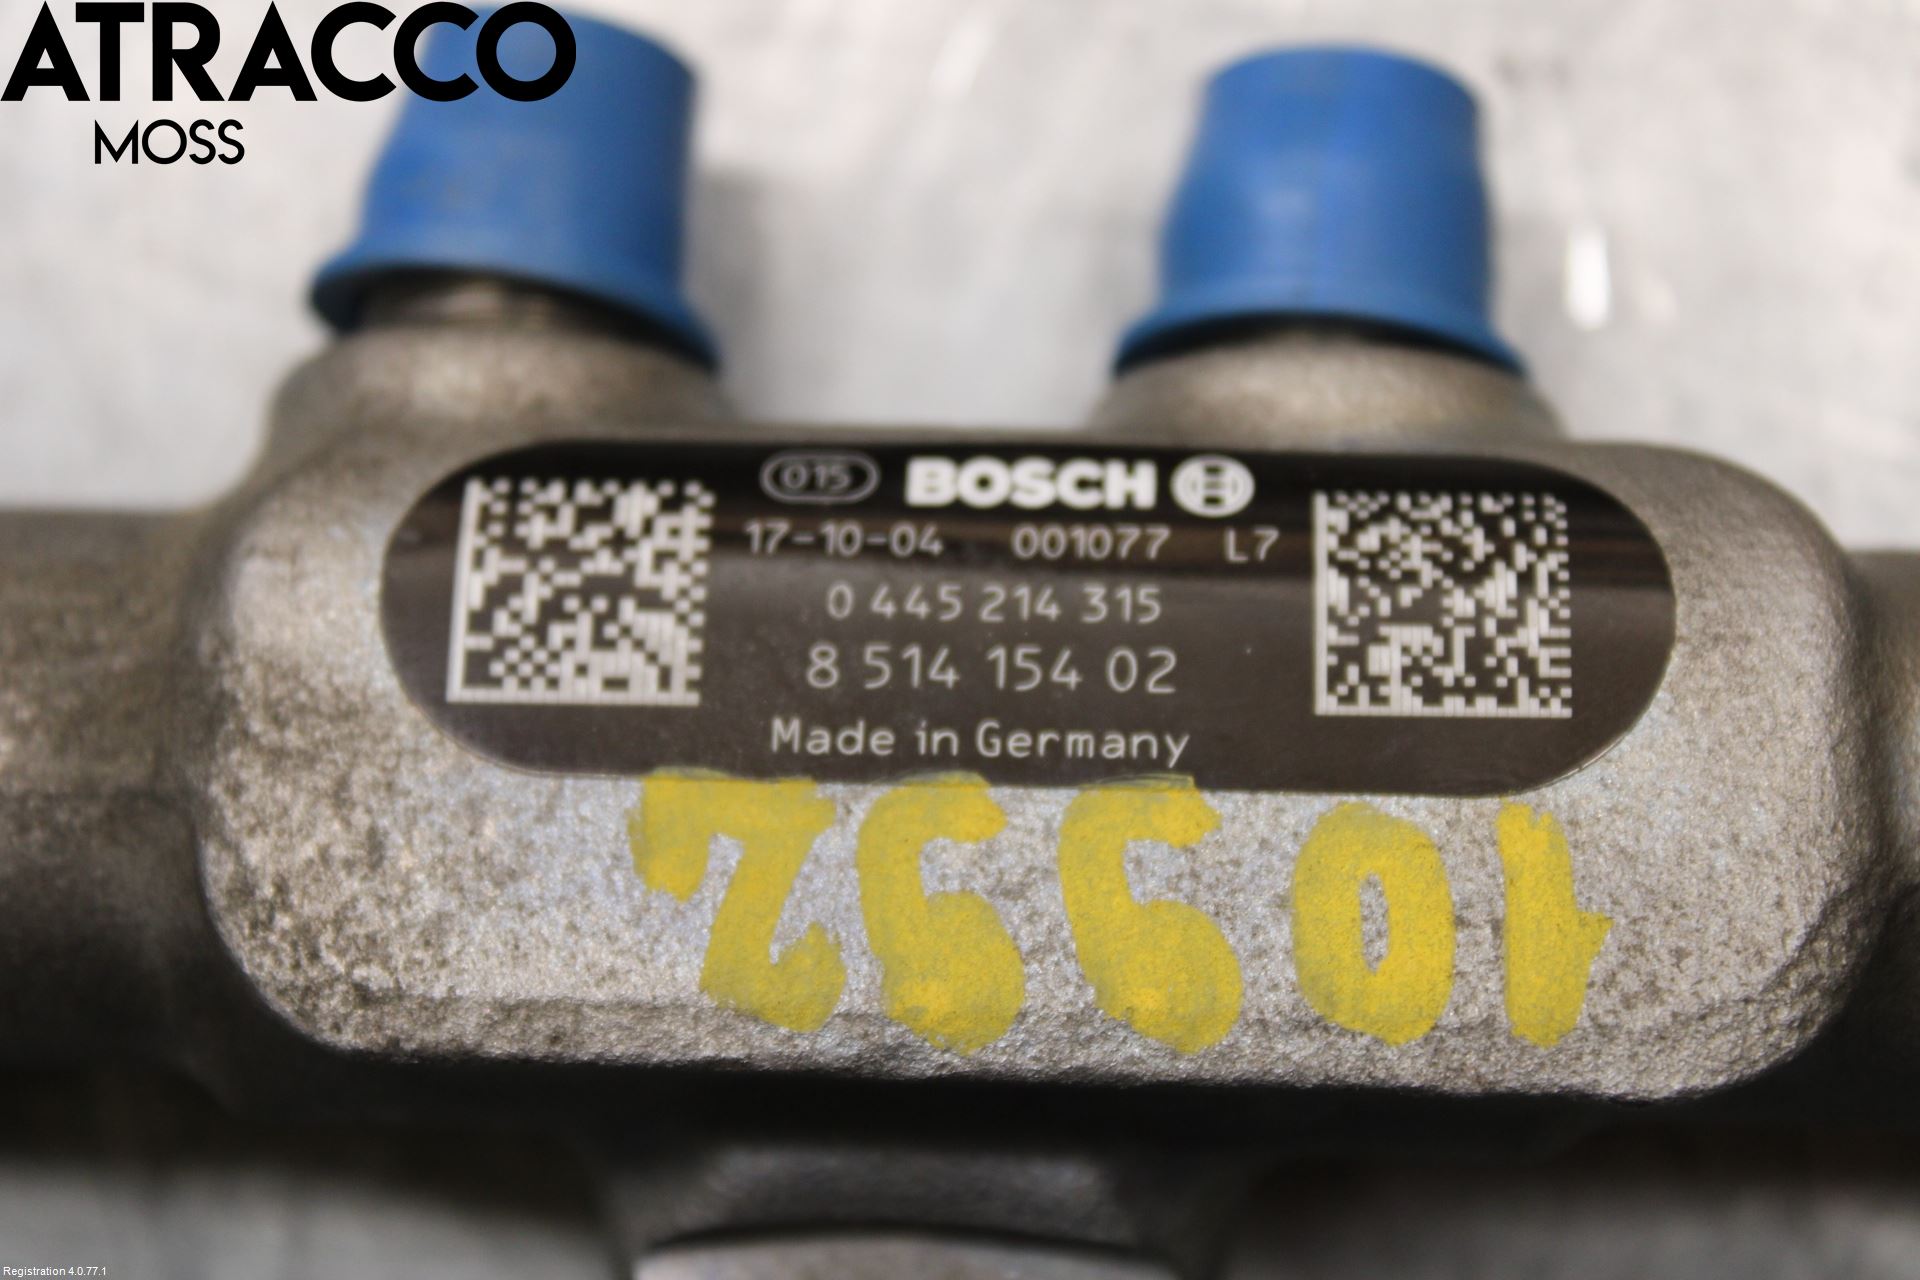 ATRACCO
MOSS
015 BOSCH
17-10-04 001077 L7
0 445 214 315
8 514 154 02
Made in Germany
10992
Registration 4.0.77.1